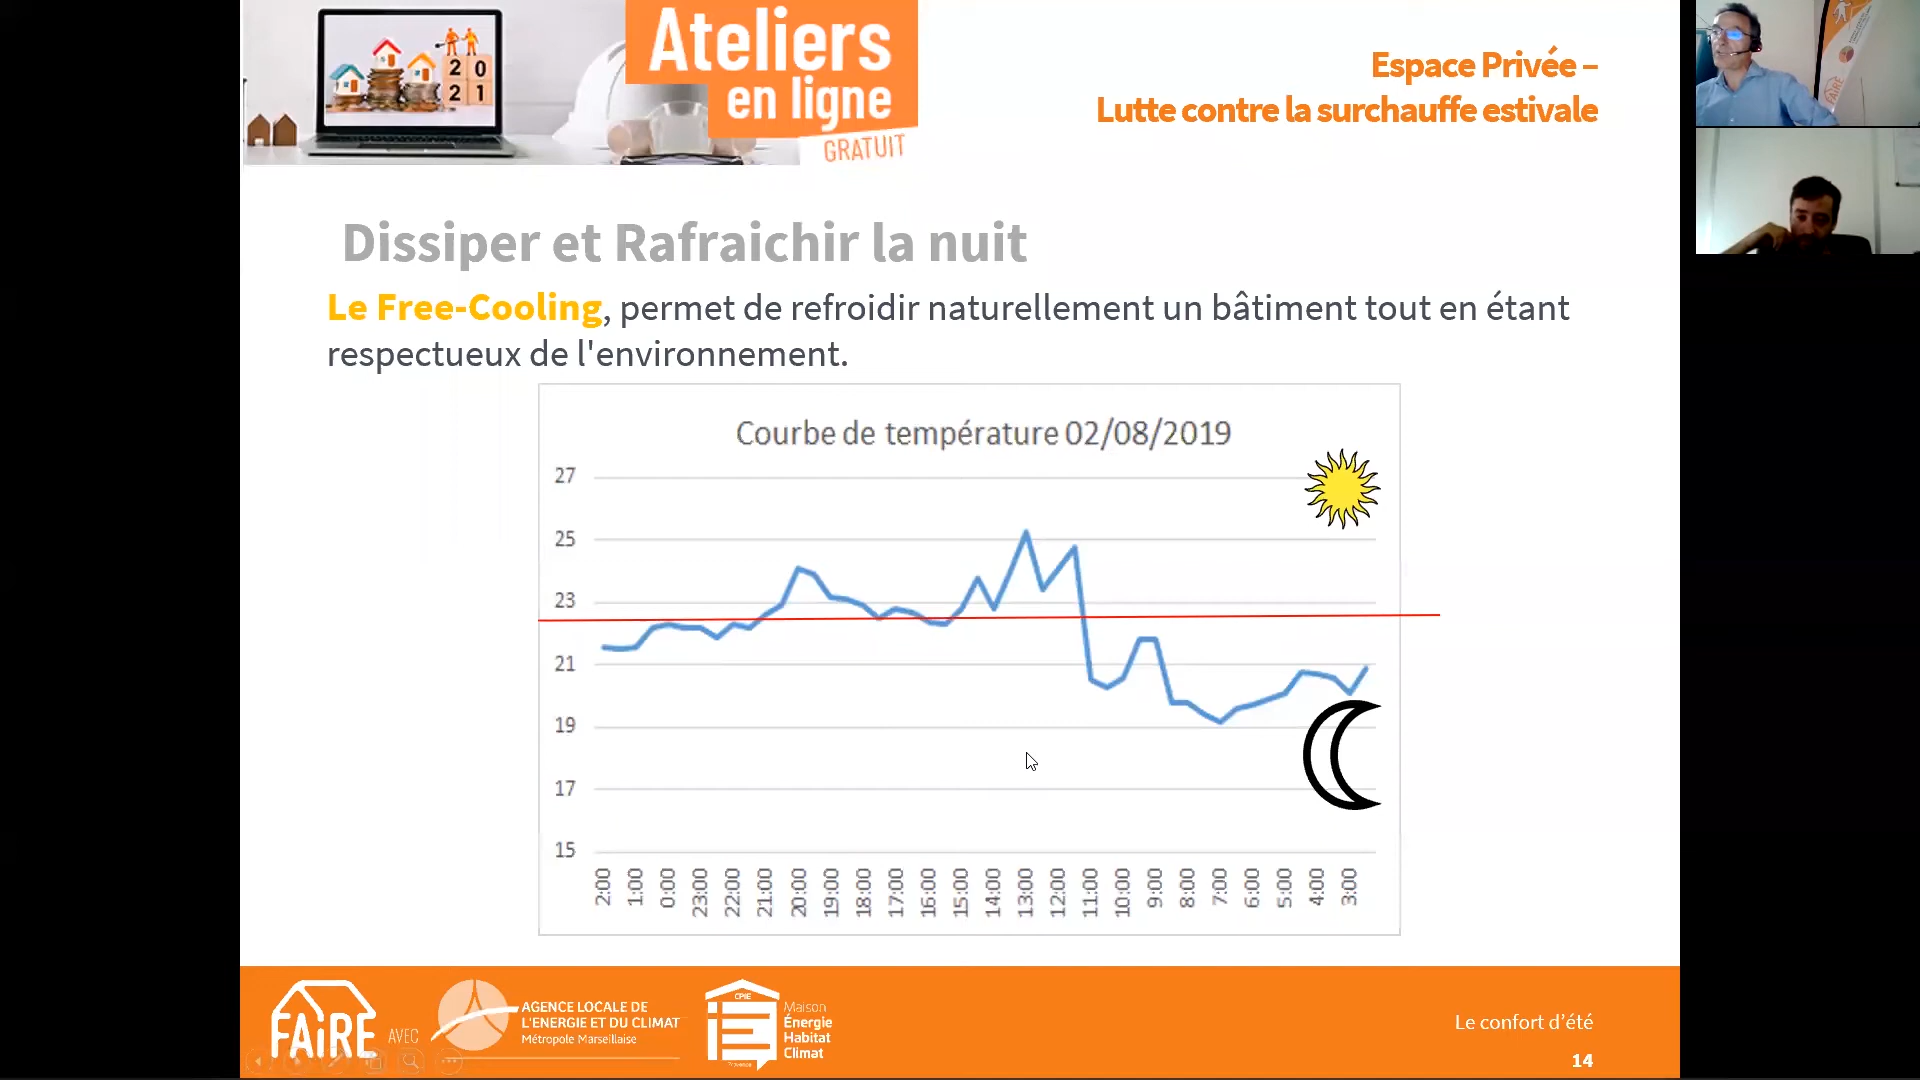 20
21
Ateliers
en ligne
GRATUIT
Espace Privée –
Lutte contre la surchauffe estivale
Dissiper et Rafraichir la nuit
Le Free-Cooling, permet de refroidir naturellement un bâtiment tout en étant
respectueux de l'environnement.
Courbe de température 02/08/2019
27
25
23
21
19
17
15
2:00 1:00 0:00 23:00 22:00 21:00 20:00 19:00 18:00 17:00 16:00 15:00 14:00 13:00 12:00 11:00 10:00 9:00 8:00 7:00 6:00 5:00 4:00 3:00
FAiRE
AVEC
AGENCE LOCALE DE
L'ENERGIE ET DU CLIMAT
Métropole Marseillaise
CPIE
Maison
Énergie
Habitat
Climat
Le confort d'été
14
FAiRE